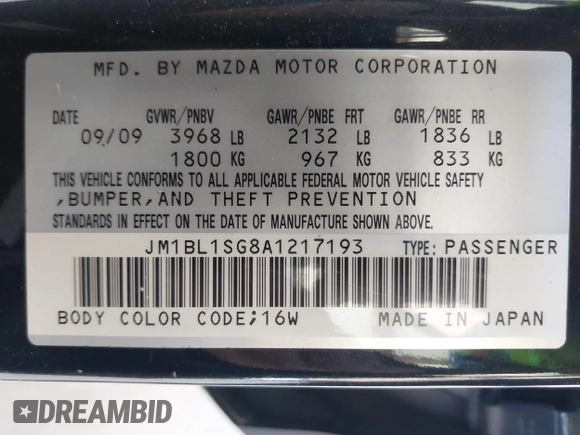 MFD. BY MAZDA MOTOR CORPORATION
DATE GVWR/PNBV GAWR/PNBE FRT GAWR/PNBE RR
09/09 3968 LB 2132 LB 1836 LB
1800 KG 967 KG 833 KG
THIS VEHICLE CONFORMS TO ALL APPLICABLE FEDERAL MOTOR VEHICLE SAFETY
,BUMPER,AND THEFT PREVENTION
STANDARDS IN EFFECT ON THE DATE OF MANUFACTURE SHOWN ABOVE.
JM1BL1SG8A1217193 TYPE: PASSENGER
BODY COLOR CODE;16W MADE IN JAPAN
DREAMBID